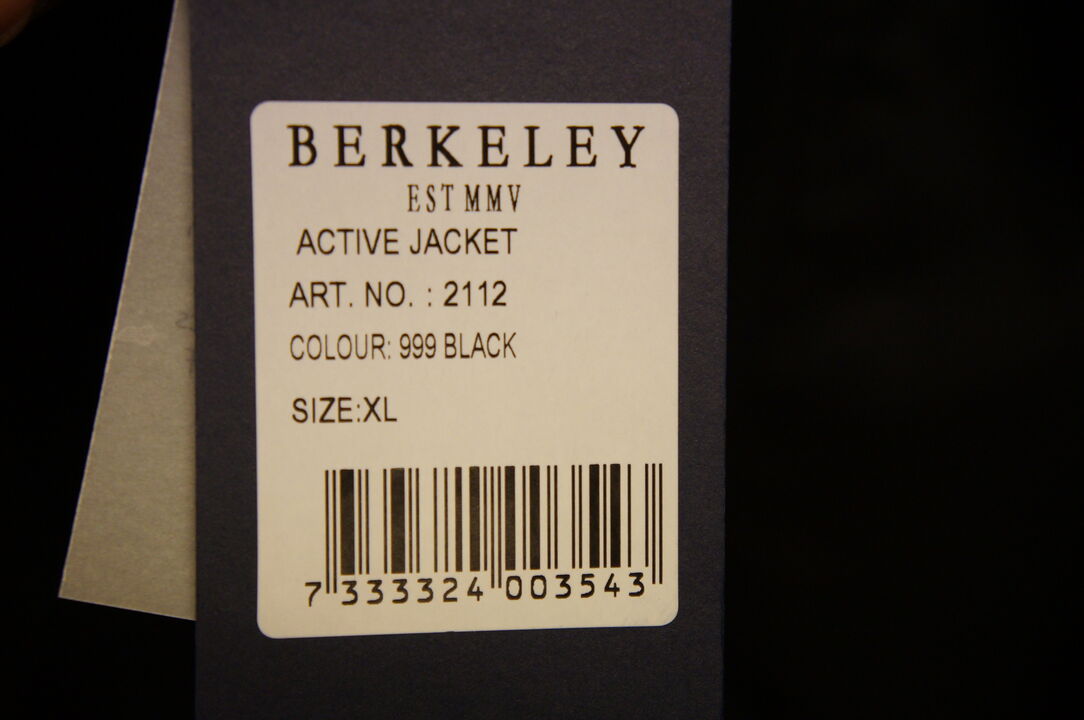 BERKELEY
EST MMV
ACTIVE JACKET
ART. NO. : 2112
COLOUR: 999 BLACK
SIZE:XL
7 333324 003543